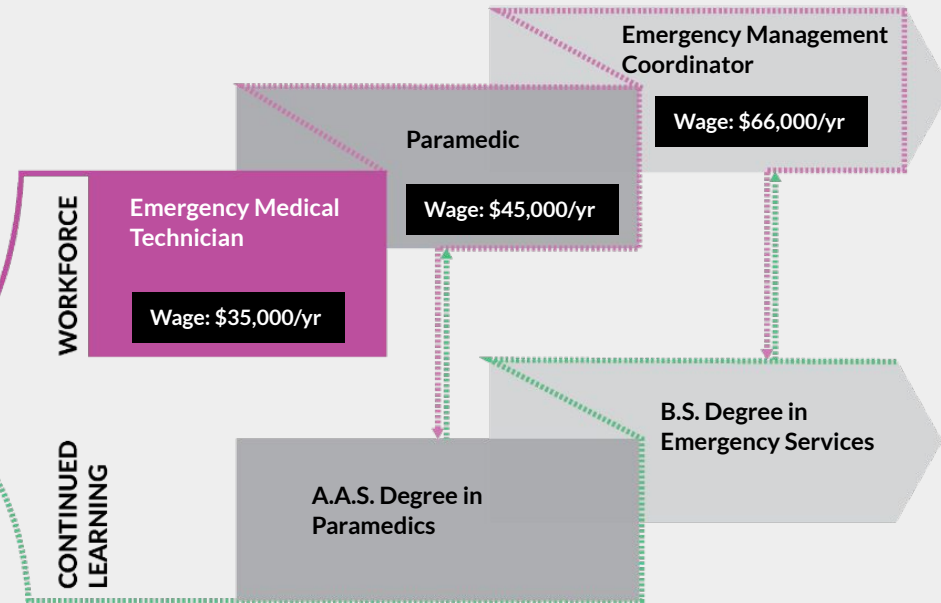 Emergency Management
Coordinator
Wage: $66,000/yr
Paramedic
Wage: $45,000/yr
WORKFORCE
Emergency Medical
Technician
Wage: $35,000/yr
CONTINUED
LEARNING
A.A.S. Degree in
Paramedics
B.S. Degree in
Emergency Services